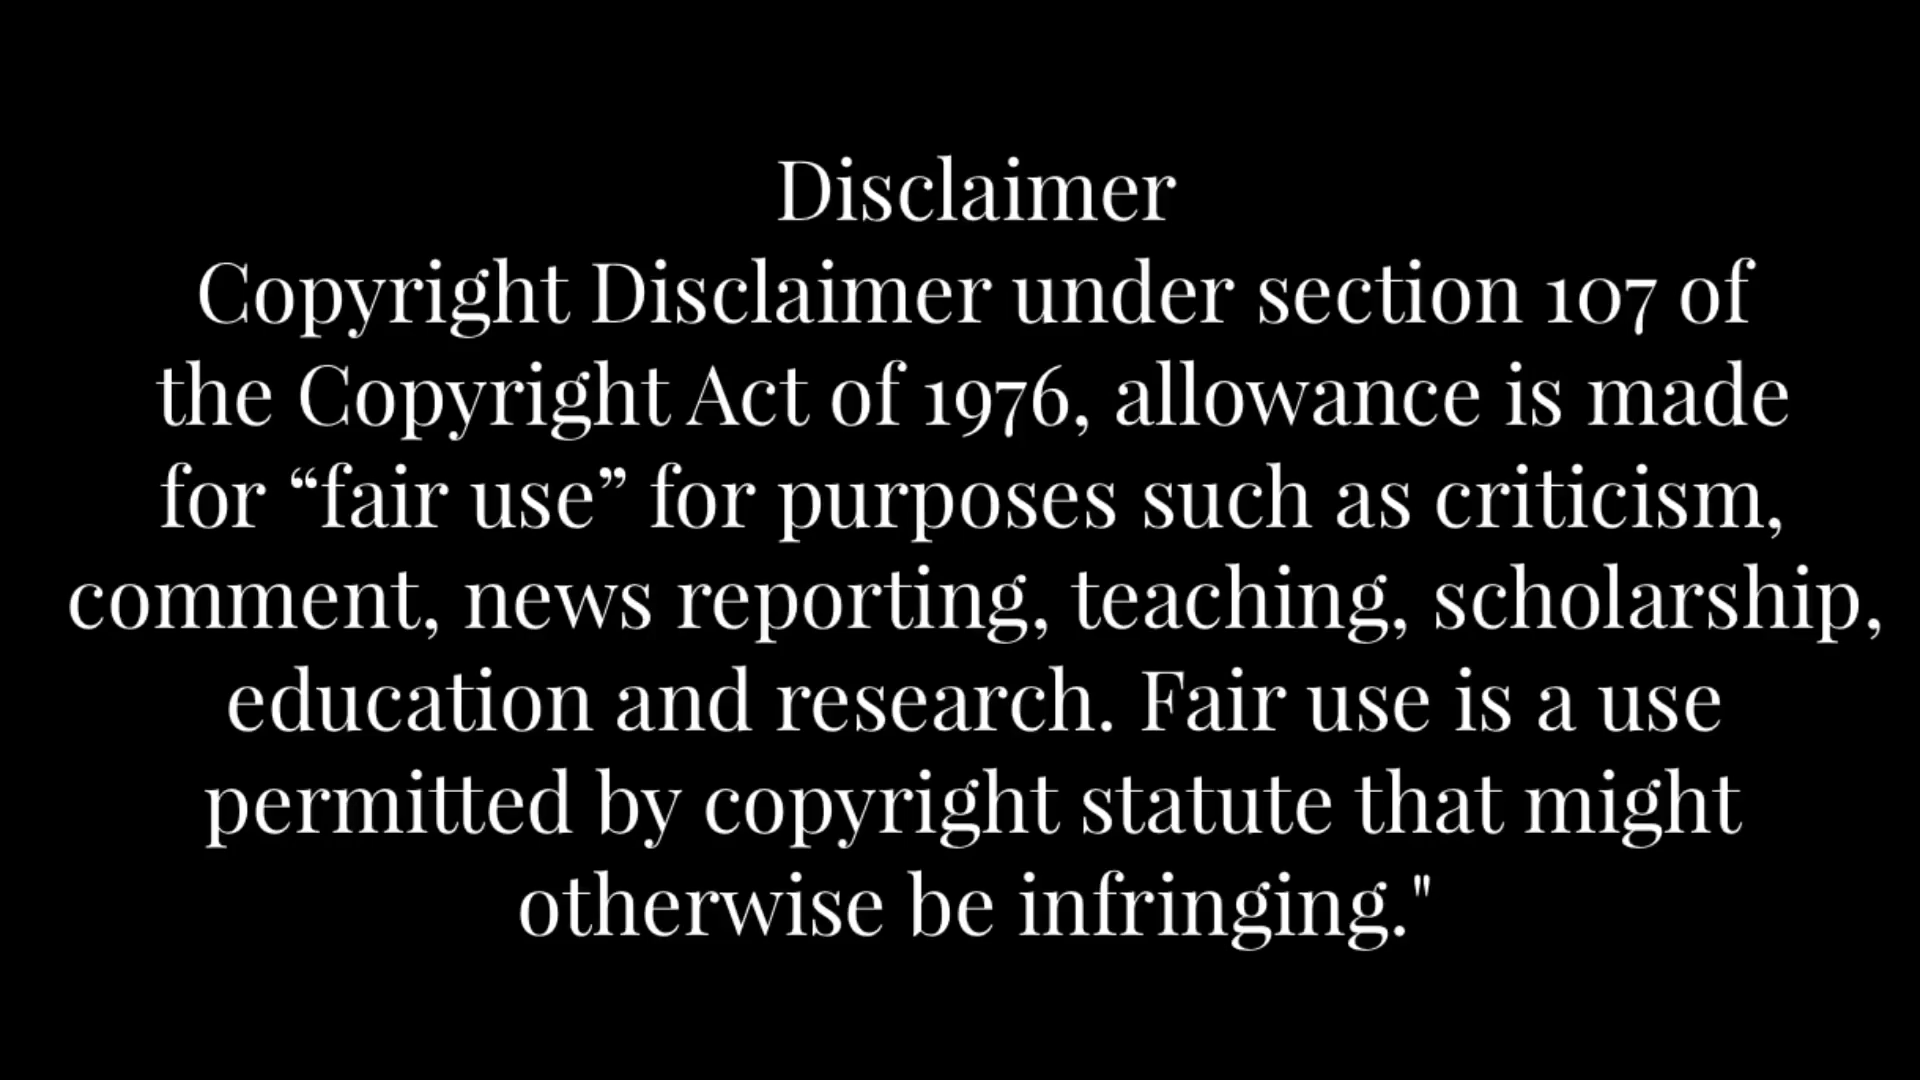 Disclaimer
Copyright Disclaimer under section 107 of
the Copyright Act of 1976, allowance is made
for “fair use” for purposes such as criticism,
comment, news reporting, teaching, scholarship,
education and research. Fair use is a use
permitted by copyright statute that might
otherwise be infringing."